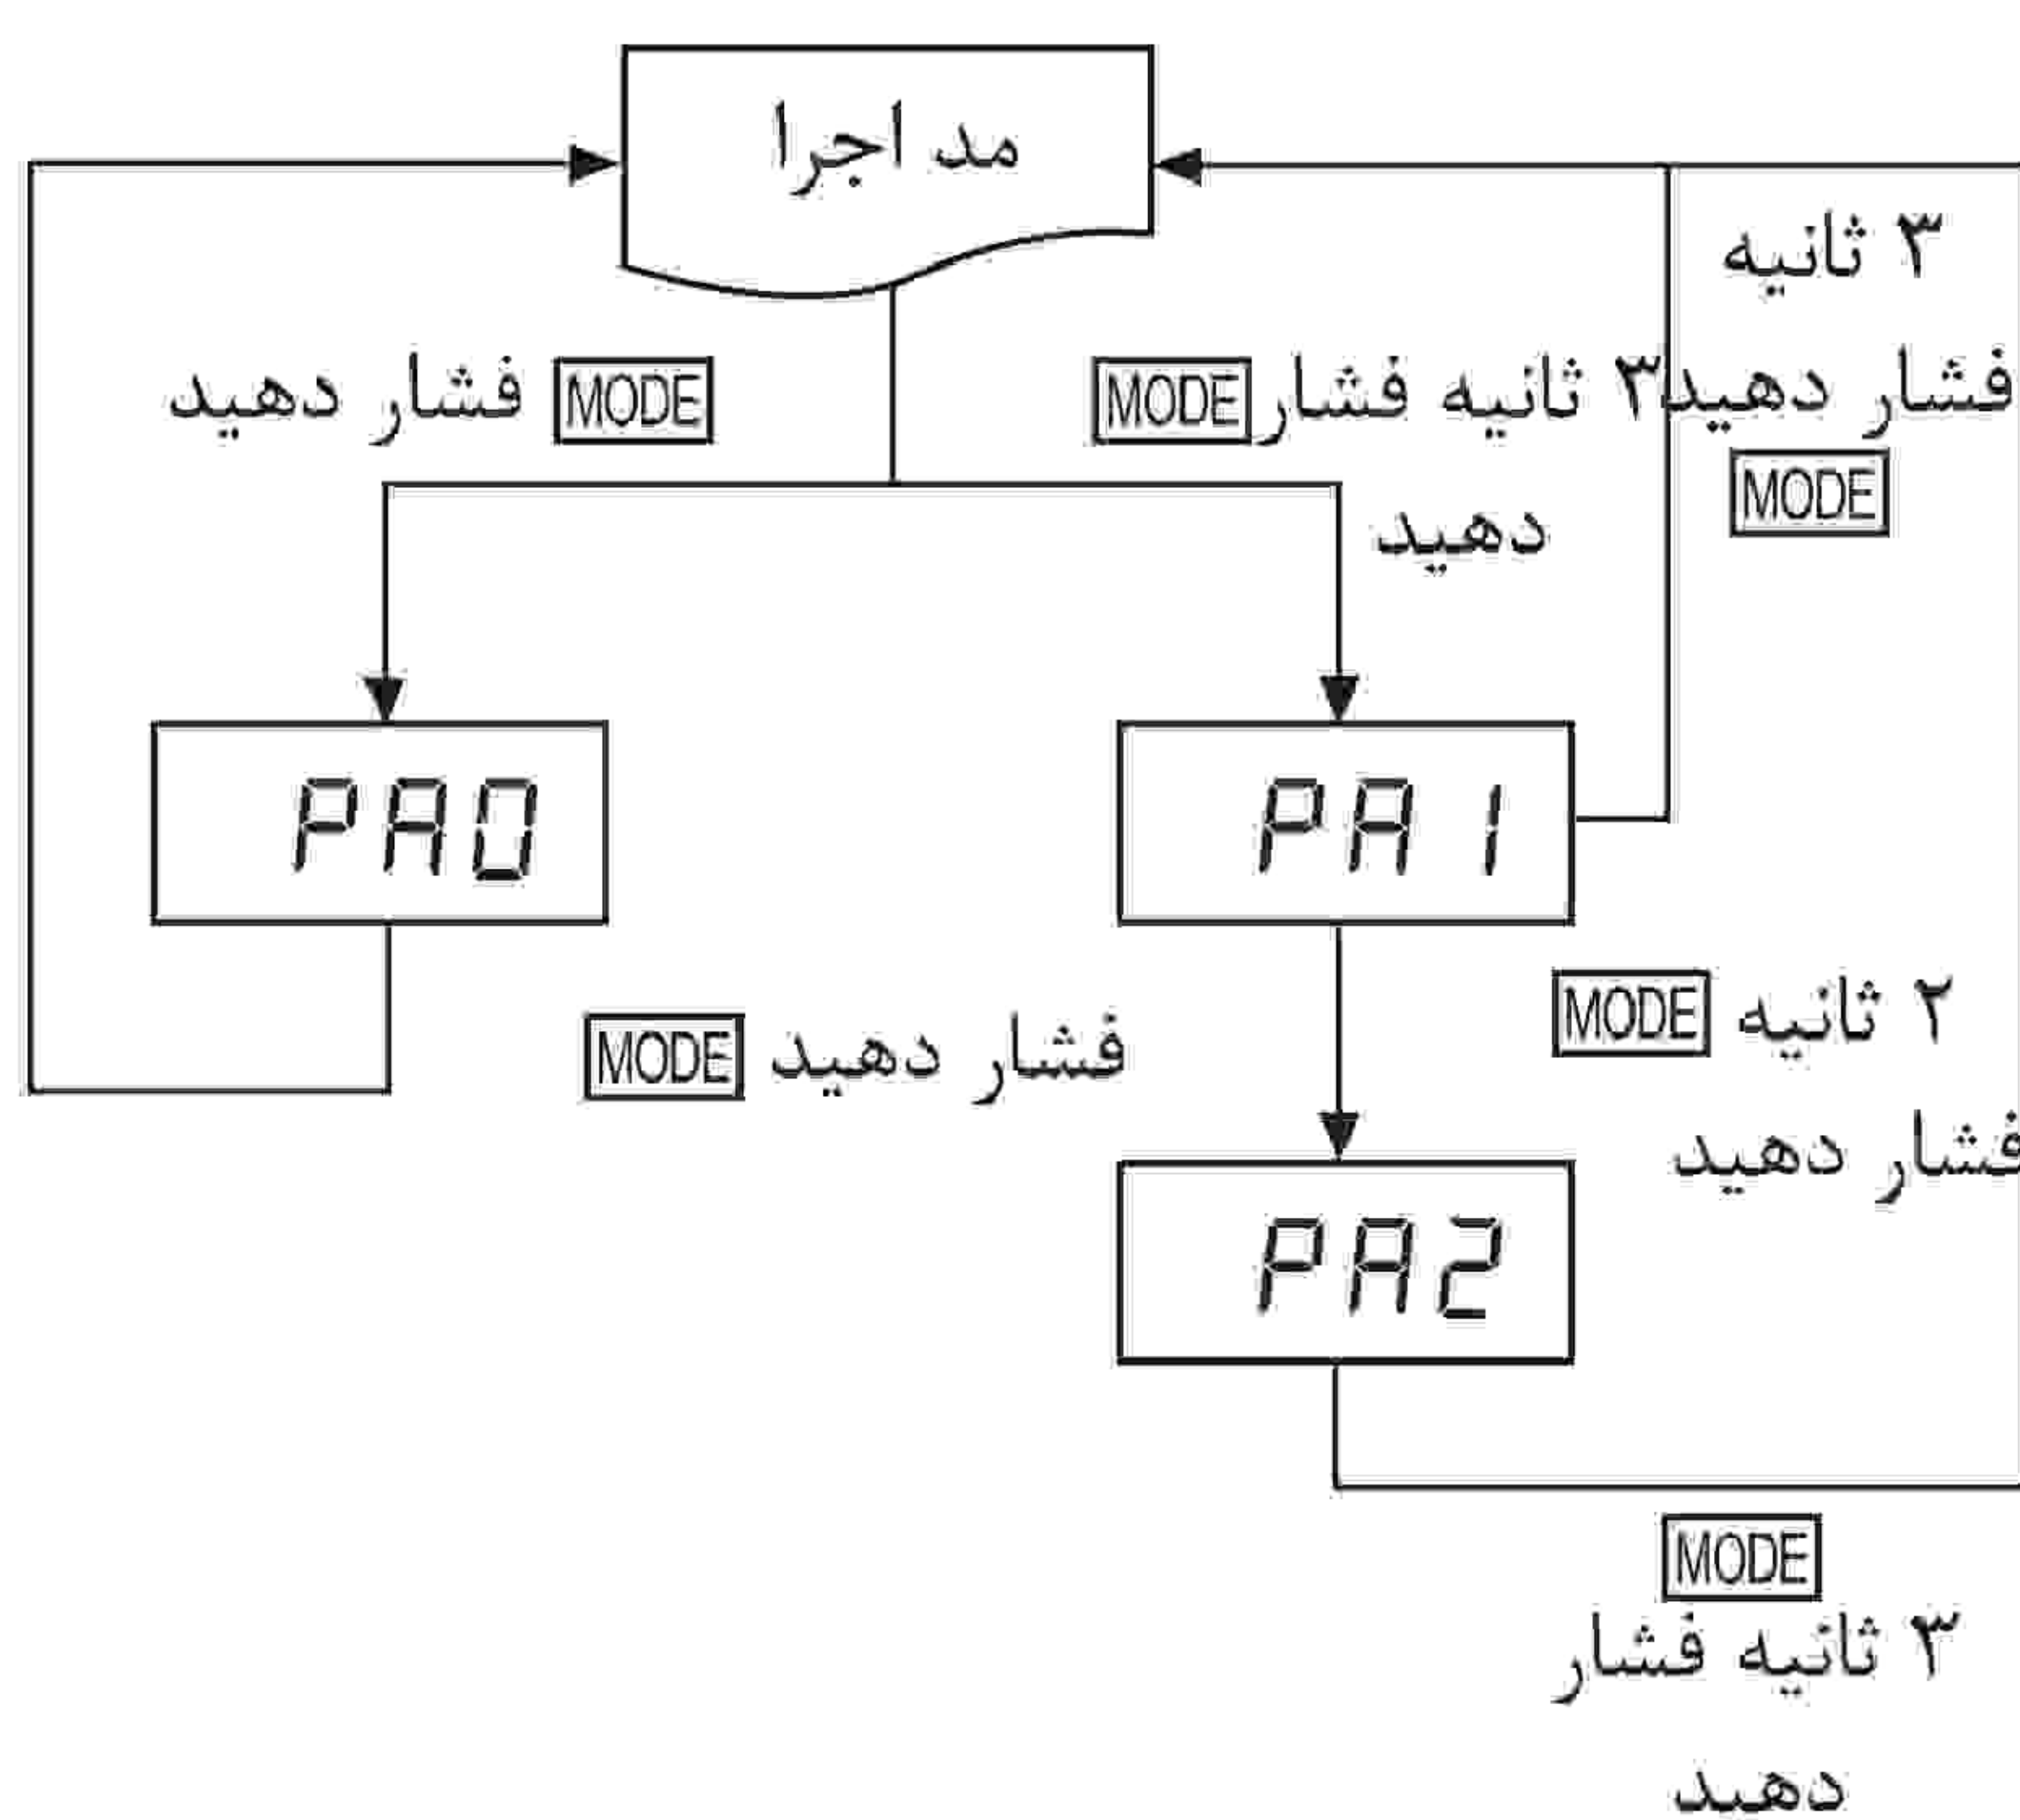 مد اجرا
۳ ثانیه
فشار دهید
MODE
MODE فشار دهید
MODE ۳ ثانیه فشار
دهید
PA0
PA1
MODE ۲ ثانیه
فشار دهید
MODE فشار دهید
PA2
MODE
۳ ثانیه فشار
دهید